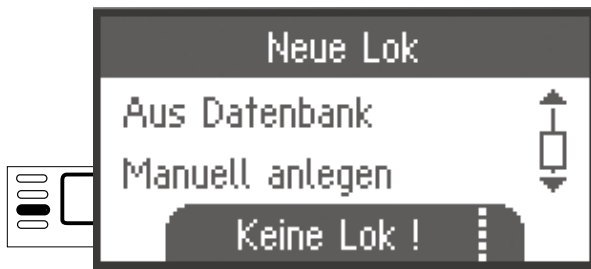 Neue Lok
Aus Datenbank
Manuell anlegen
Keine Lok !